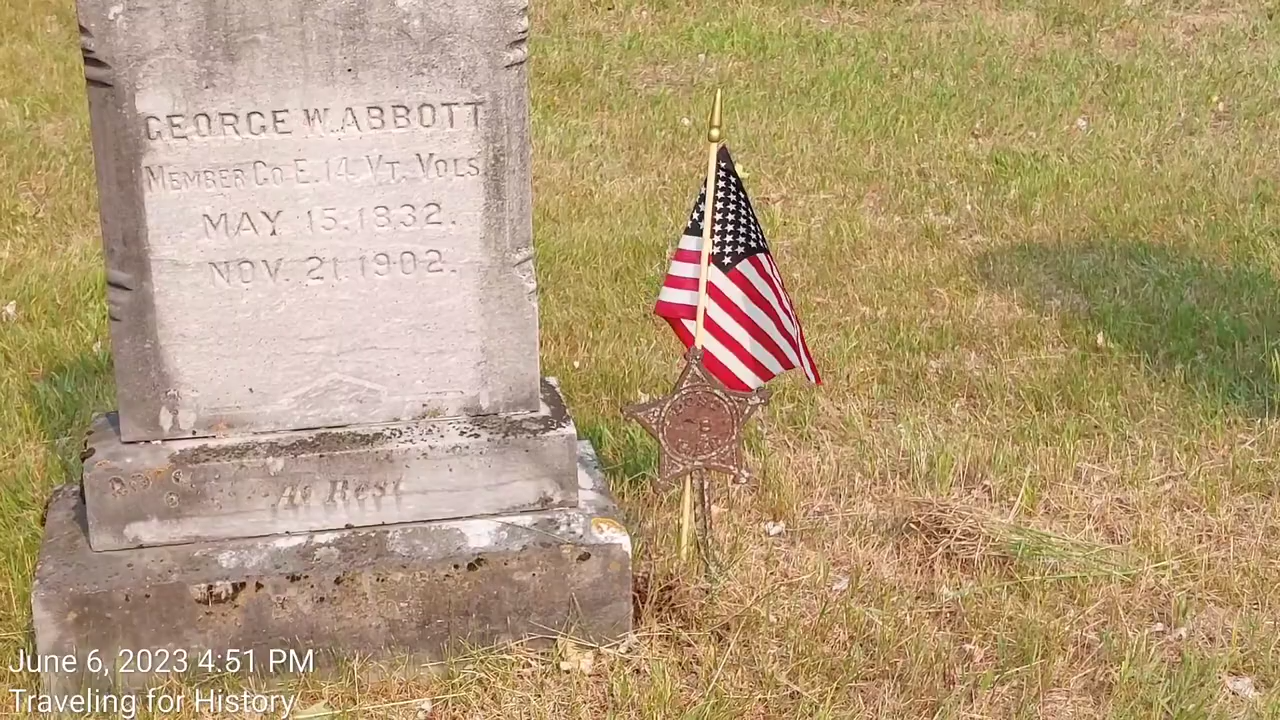 GEORGE W. ABBOTT
MEMBER CO E. 14. VT. VOLS
MAY 15. 1832.
NOV. 21. 1902.
At Rest
June 6, 2023 4:51 PM
Traveling for History